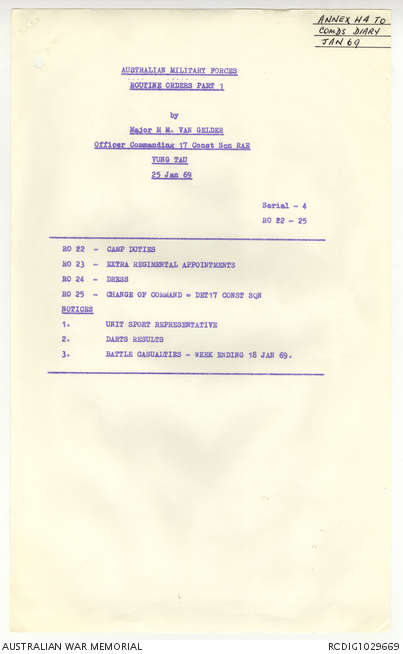 ANNEX H4 TO
COMDS DIARY
JAN 69
AUSTRALIAN MILITARY FORCES
ROUTINE ORDERS PART 1
by
Major H M. VAN GELDER
Officer Commanding 17 Const Sqn RAE
VUNG TAU
25 Jan 69
Serial - 4
RO 22 - 25
RO 22 - CAMP DUTIES
RO 23 - EXTRA REGIMENTAL APPOINTMENTS
RO 24 - DRESS
RO 25 - CHANGE OF COMMAND = DET17 CONST SQN
NOTICES
1. UNIT SPORT REPRESENTATIVE
2. DARTS RESULTS
3. BATTLE CASUALTIES - WEEK ENDING 18 JAN 69.
AUSTRALIAN WAR MEMORIAL
RCDIG1029669